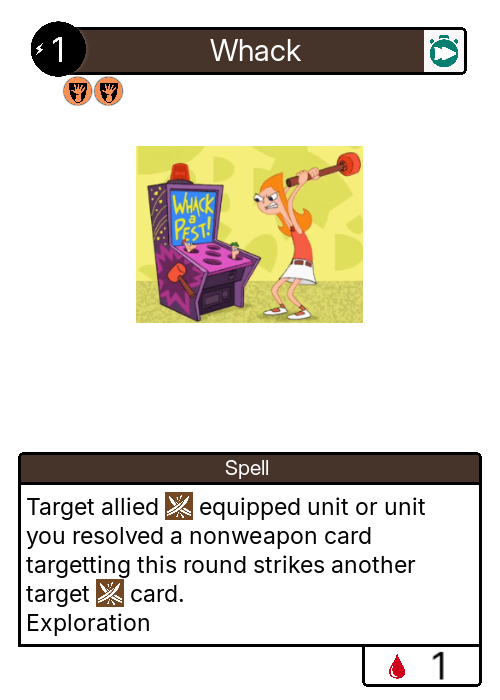 1
Whack
WHACK
a
PEST!
Spell
Target allied equipped unit or unit
you resolved a nonweapon card
targetting this round strikes another
target card.
Exploration
1